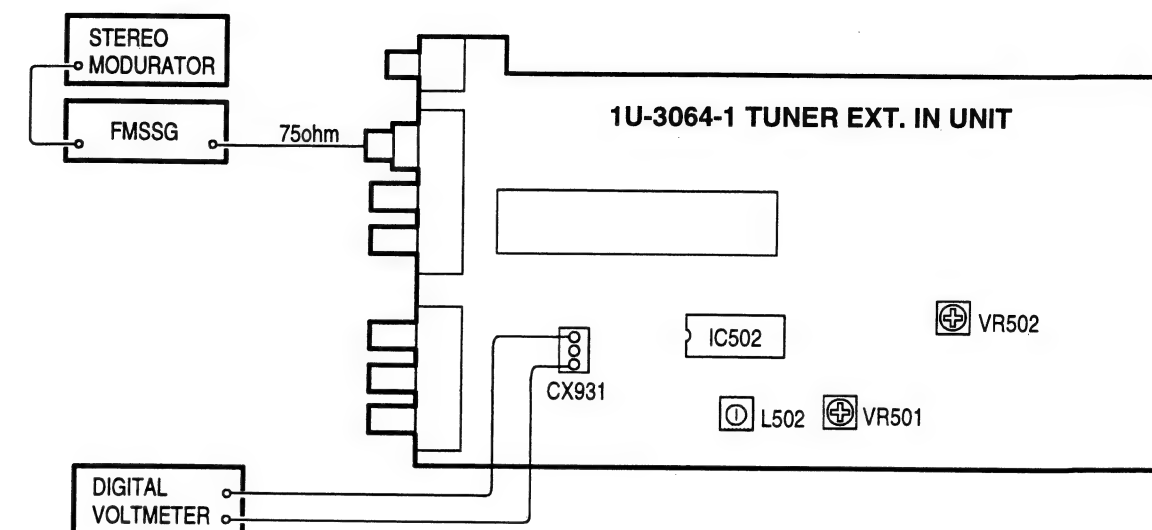 STEREO
MODURATOR
FMSSG
75ohm
1U-3064-1 TUNER EXT. IN UNIT
IC502
VR502
CX931
L502
VR501
DIGITAL
VOLTMETER